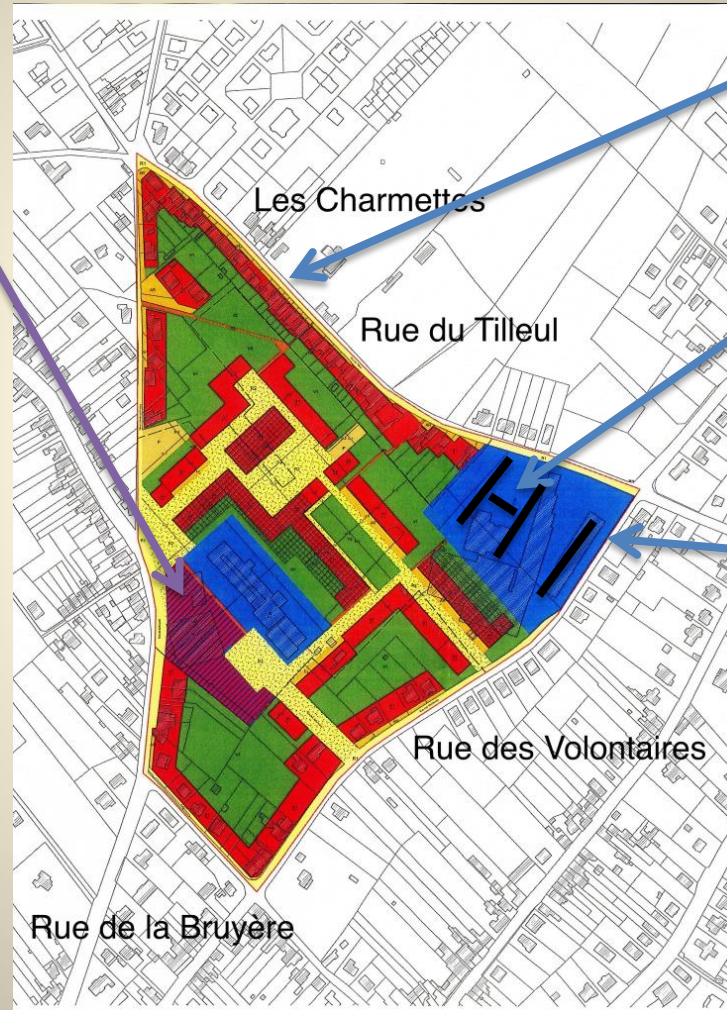 Les Charmettes
Rue du Tilleul
Rue des Volontaires
Rue de la Bruyère